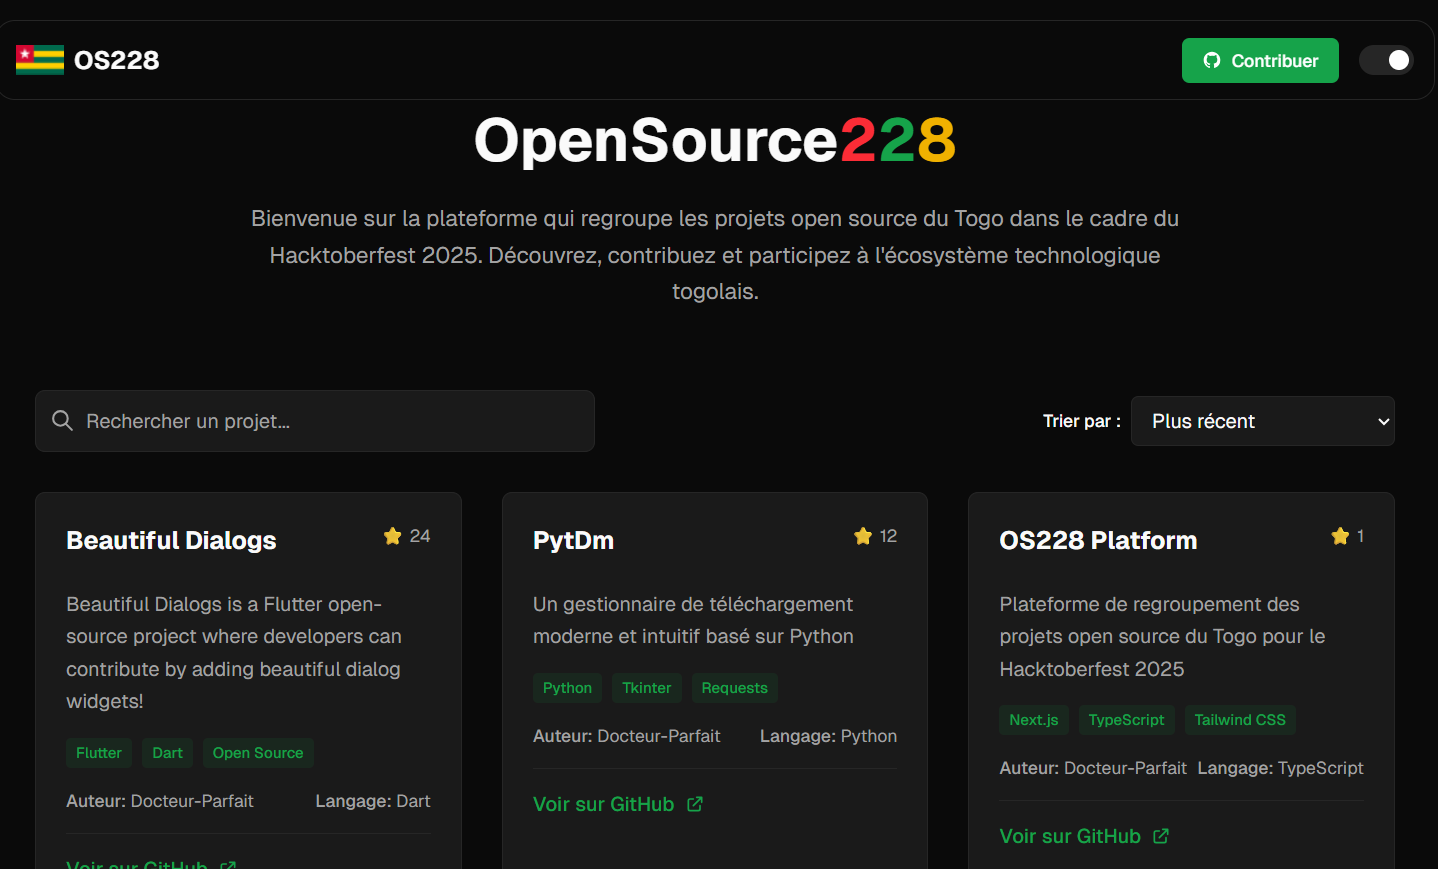 OS228
Contribuer
OpenSource228
Bienvenue sur la plateforme qui regroupe les projets open source du Togo dans le cadre du
Hacktoberfest 2025. Découvrez, contribuez et participez à l'écosystème technologique
togolais.
Rechercher un projet...
Trier par :
Plus récent
Beautiful Dialogs
24
Beautiful Dialogs is a Flutter open-
source project where developers can
contribute by adding beautiful dialog
widgets!
Flutter
Dart
Open Source
Auteur: Docteur-Parfait
Langage: Dart
Voir sur GitHub
PytDm
12
Un gestionnaire de téléchargement
moderne et intuitif basé sur Python
Python
Tkinter
Requests
Auteur: Docteur-Parfait
Langage: Python
Voir sur GitHub
OS228 Platform
1
Plateforme de regroupement des
projets open source du Togo pour le
Hacktoberfest 2025
Next.js
TypeScript
Tailwind CSS
Auteur: Docteur-Parfait
Langage: TypeScript
Voir sur GitHub